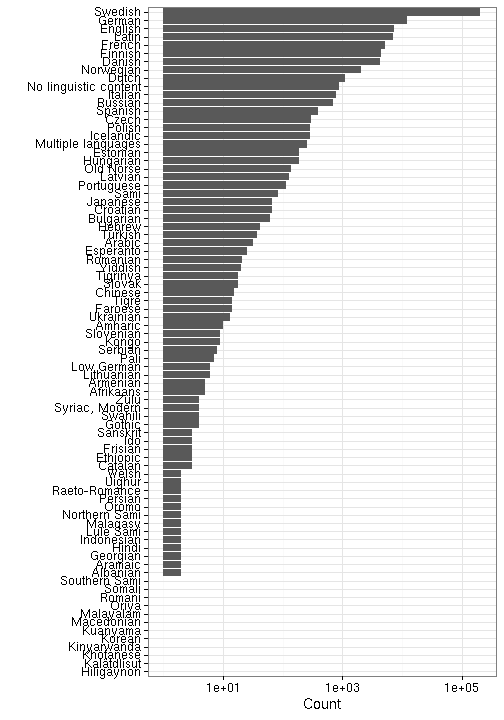 Swedish
German
English
Latin
French
Finnish
Danish
Norwegian
Dutch
No linguistic content
Italian
Russian
Spanish
Czech
Polish
Icelandic
Multiple languages
Estonian
Hungarian
Old Norse
Latvian
Portuguese
Sami
Japanese
Croatian
Bulgarian
Hebrew
Turkish
Arabic
Esperanto
Romanian
Yiddish
Tigrinya
Slovak
Chinese
Tigré
Faroese
Ukrainian
Amharic
Slovenian
Kongo
Serbian
Pali
Low German
Lithuanian
Armenian
Afrikaans
Zulu
Syriac, Modern
Swahili
Gothic
Sanskrit
Ido
Frisian
Ethiopic
Catalan
Welsh
Uighur
Raeto-Romance
Persian
Oromo
Northern Sami
Malagasy
Lule Sami
Indonesian
Hindi
Georgian
Aramaic
Albanian
Southern Sami
Somali
Romani
Oriya
Malayalam
Macedonian
Kuanyama
Korean
Kinyarwanda
Khotanese
Kalâtdlisut
Hiligaynon
1e+01 1e+03 1e+05
Count